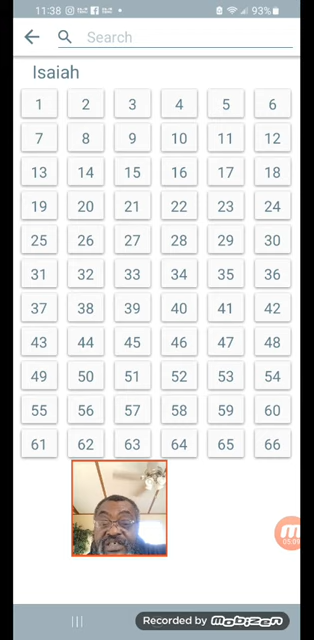 11:38 93%
Search
Isaiah
1 2 3 4 5 6
7 8 9 10 11 12
13 14 15 16 17 18
19 20 21 22 23 24
25 26 27 28 29 30
31 32 33 34 35 36
37 38 39 40 41 42
43 44 45 46 47 48
49 50 51 52 53 54
55 56 57 58 59 60
61 62 63 64 65 66
Recorded by MOBIZEN